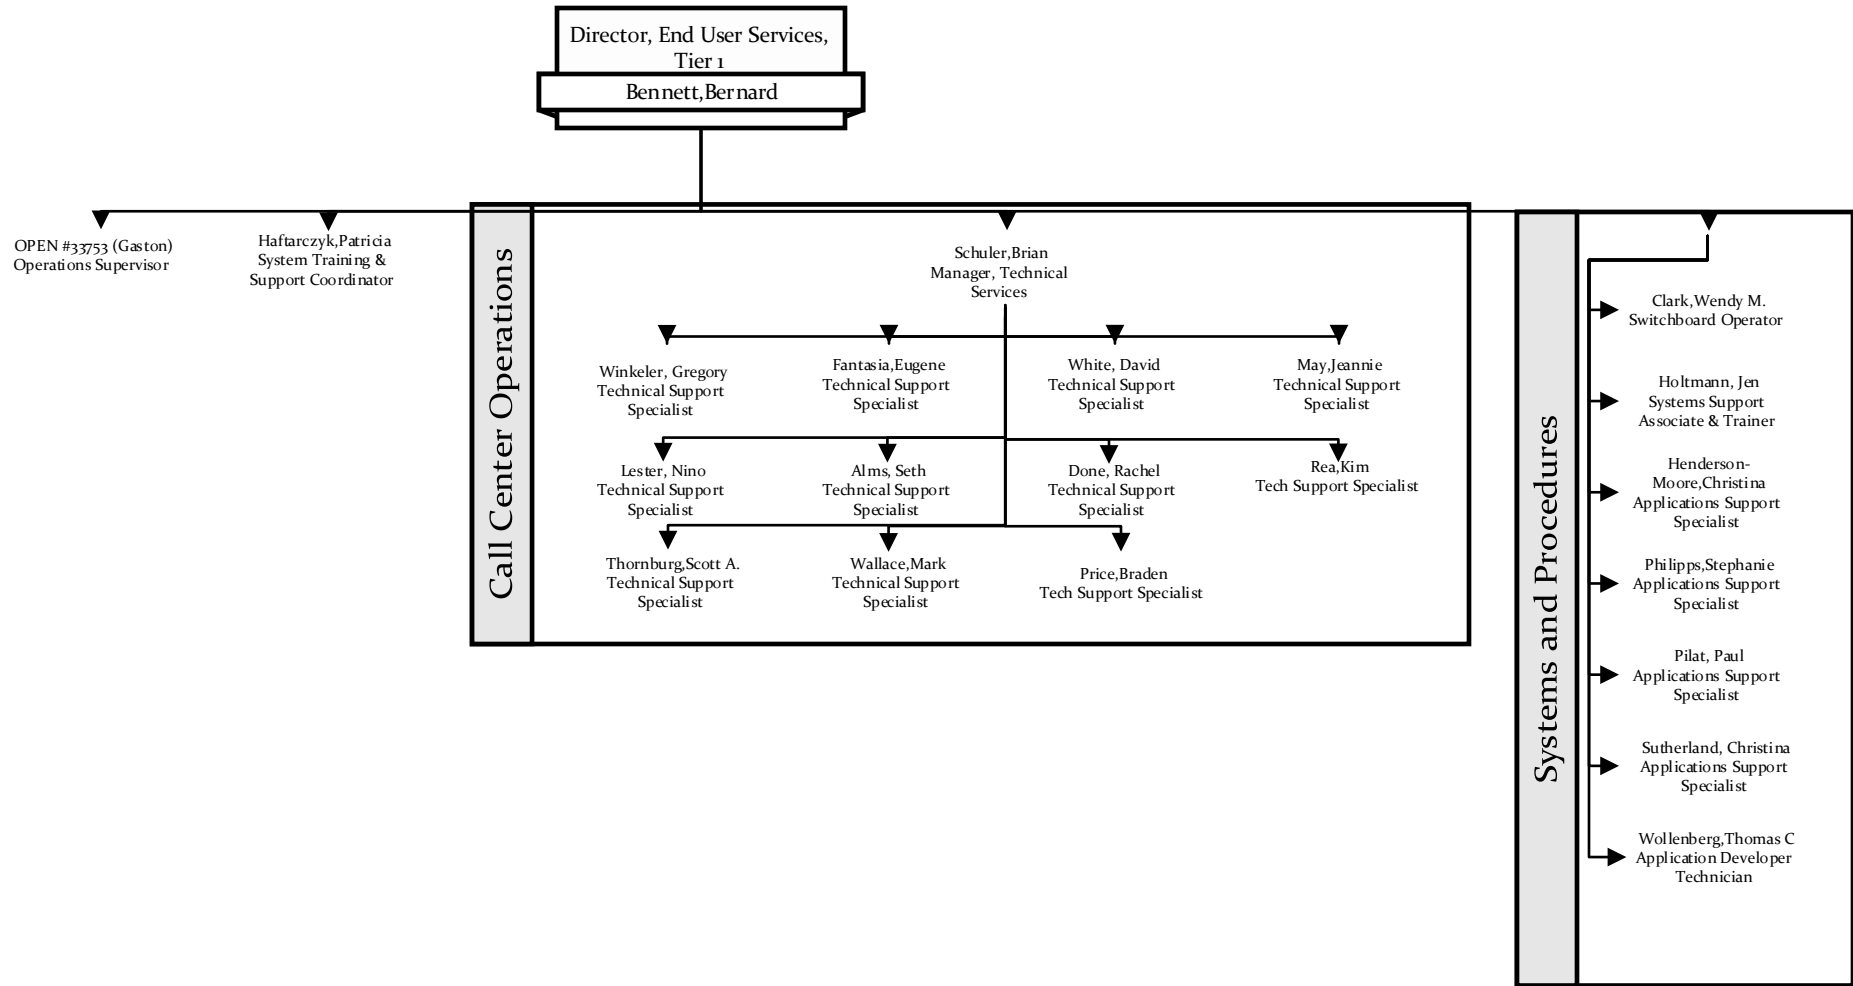 Director, End User Services,
Tier 1
Bennett,Bernard
OPEN #33753 (Gaston)
Operations Supervisor
Haftarczyk,Patricia
System Training &
Support Coordinator
Call Center Operations
Schuler,Brian
Manager, Technical
Services
Winkeler, Gregory
Technical Support
Specialist
Fantasia,Eugene
Technical Support
Specialist
White, David
Technical Support
Specialist
May,Jeannie
Technical Support
Specialist
Lester, Nino
Technical Support
Specialist
Alms, Seth
Technical Support
Specialist
Done, Rachel
Technical Support
Specialist
Rea,Kim
Tech Support Specialist
Thornburg,Scott A.
Technical Support
Specialist
Wallace,Mark
Technical Support
Specialist
Price,Braden
Tech Support Specialist
Systems and Procedures
Clark,Wendy M.
Switchboard Operator
Holtmann, Jen
Systems Support
Associate & Trainer
Henderson-
Moore,Christina
Applications Support
Specialist
Philipps,Stephanie
Applications Support
Specialist
Pilat, Paul
Applications Support
Specialist
Sutherland, Christina
Applications Support
Specialist
Wollenberg,Thomas C
Application Developer
Technician